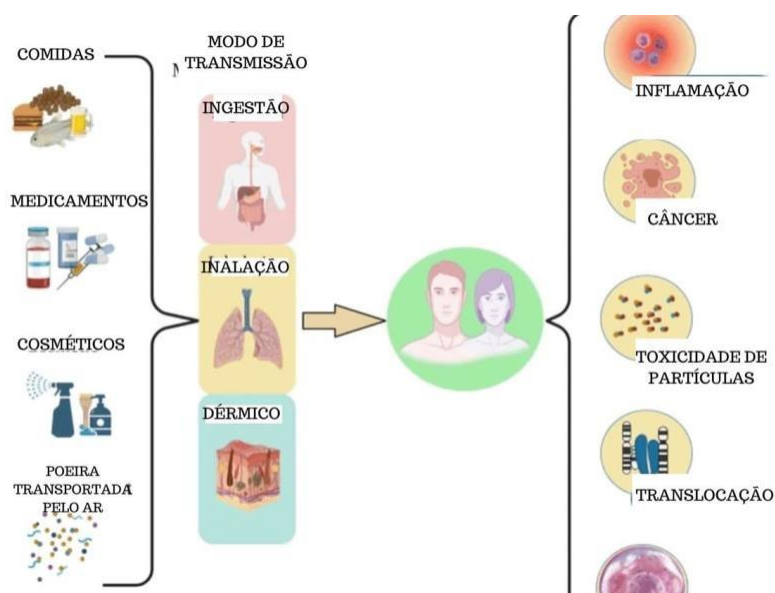 COMIDAS
MEDICAMENTOS
COSMÉTICOS
POEIRA
TRANSPORTADA
PELO AR
MODO DE
TRANSMISSÃO
INGESTÃO
INALAÇÃO
DÉRMICO
INFLAMAÇÃO
CÂNCER
TOXICIDADE DE
PARTÍCULAS
TRANSLOCAÇÃO